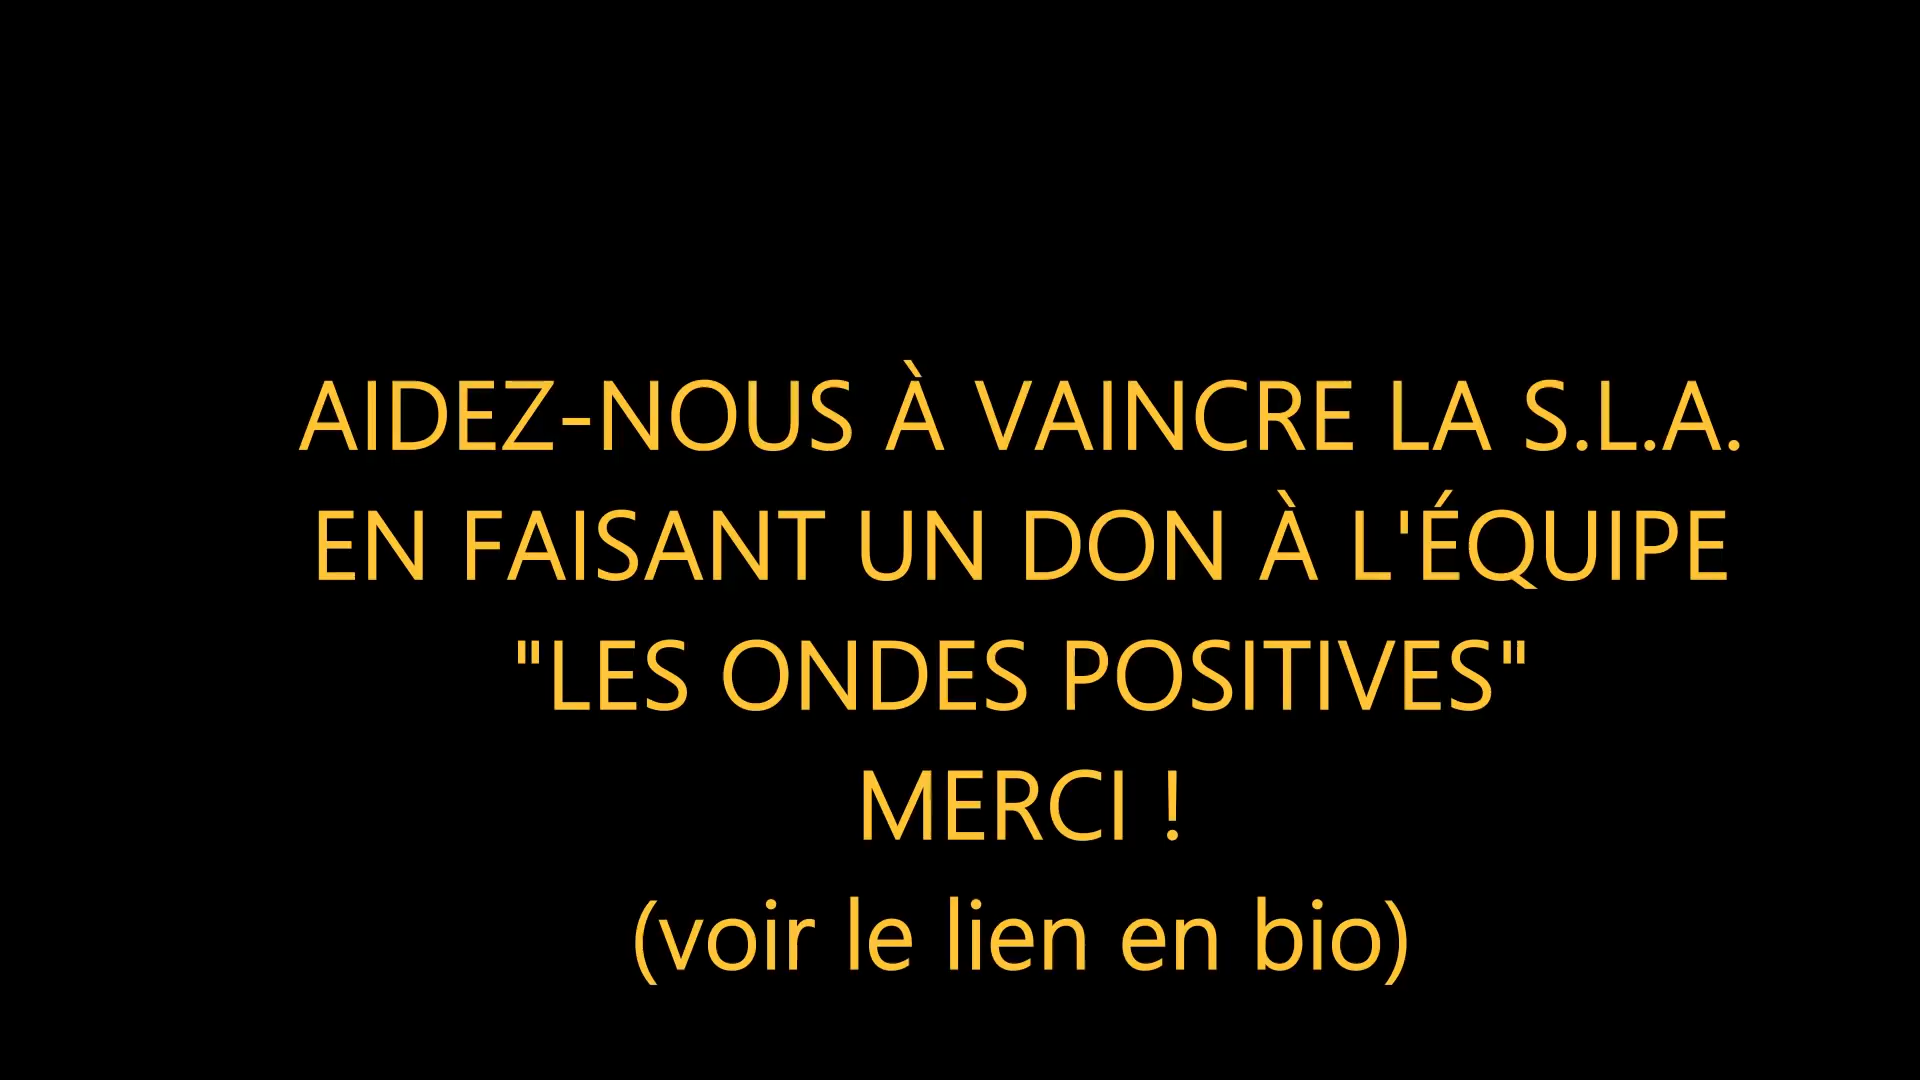 AIDEZ-NOUS À VAINCRE LA S.L.A.
EN FAISANT UN DON À L'ÉQUIPE
"LES ONDES POSITIVES"
MERCI !
(voir le lien en bio)